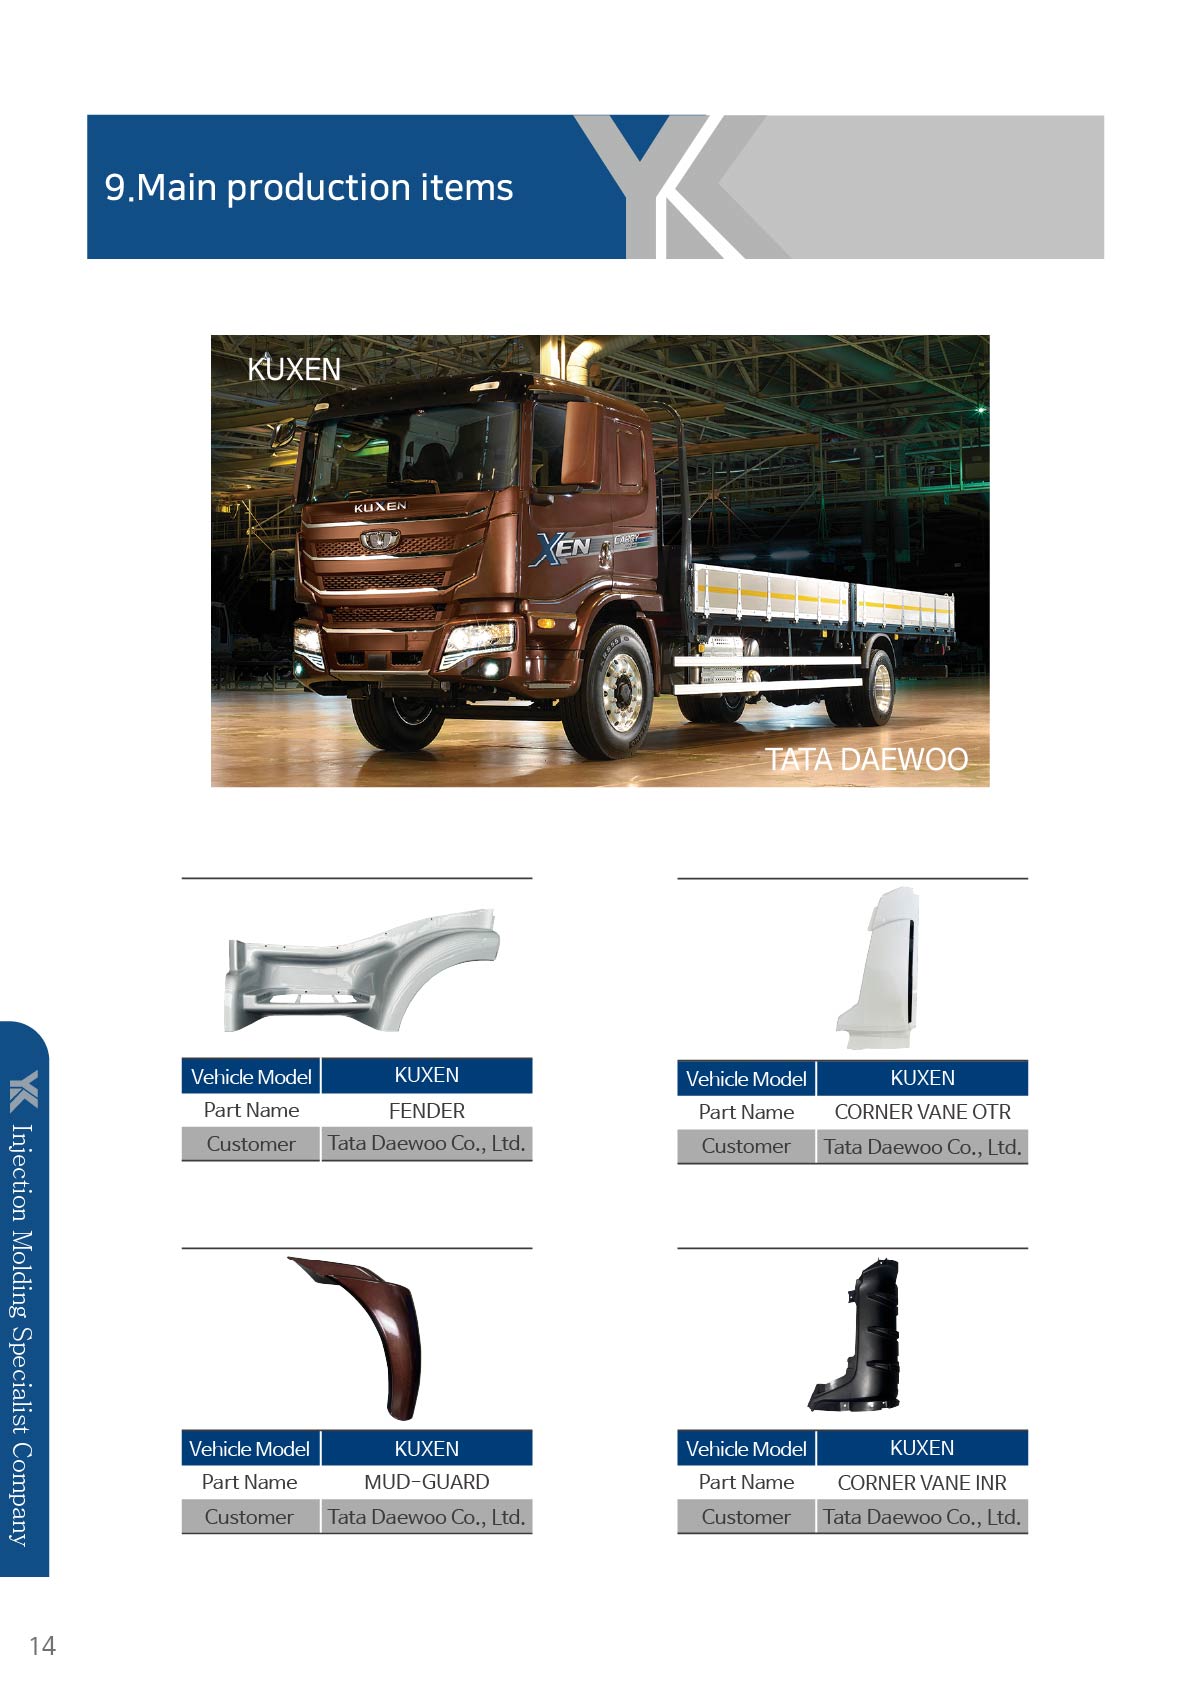 9.Main production items
KUXEN
KUXEN
XEN
CARRY
TATA DAEWOO
Vehicle Model KUXEN
Part Name FENDER
Customer Tata Daewoo Co., Ltd.
Vehicle Model KUXEN
Part Name CORNER VANE OTR
Customer Tata Daewoo Co., Ltd.
Vehicle Model KUXEN
Part Name MUD-GUARD
Customer Tata Daewoo Co., Ltd.
Vehicle Model KUXEN
Part Name CORNER VANE INR
Customer Tata Daewoo Co., Ltd.
YK Injection Molding Specialist Company
14